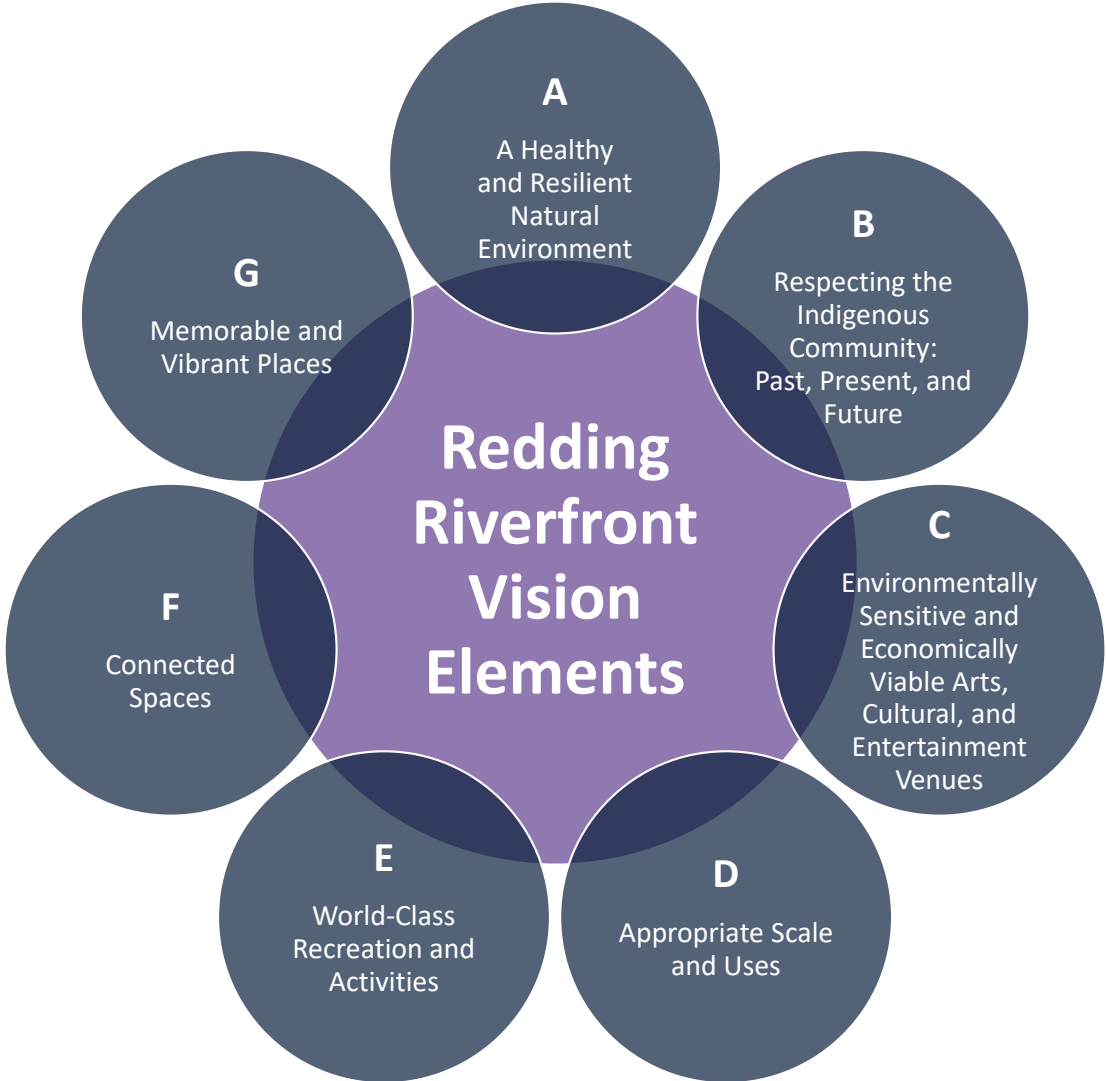 A
A Healthy
and Resilient
Natural
Environment
B
Respecting the
Indigenous
Community:
Past, Present, and
Future
C
Environmentally
Sensitive and
Economically
Viable Arts,
Cultural, and
Entertainment
Venues
D
Appropriate Scale
and Uses
E
World-Class
Recreation and
Activities
F
Connected
Spaces
G
Memorable and
Vibrant Places
Redding
Riverfront
Vision
Elements